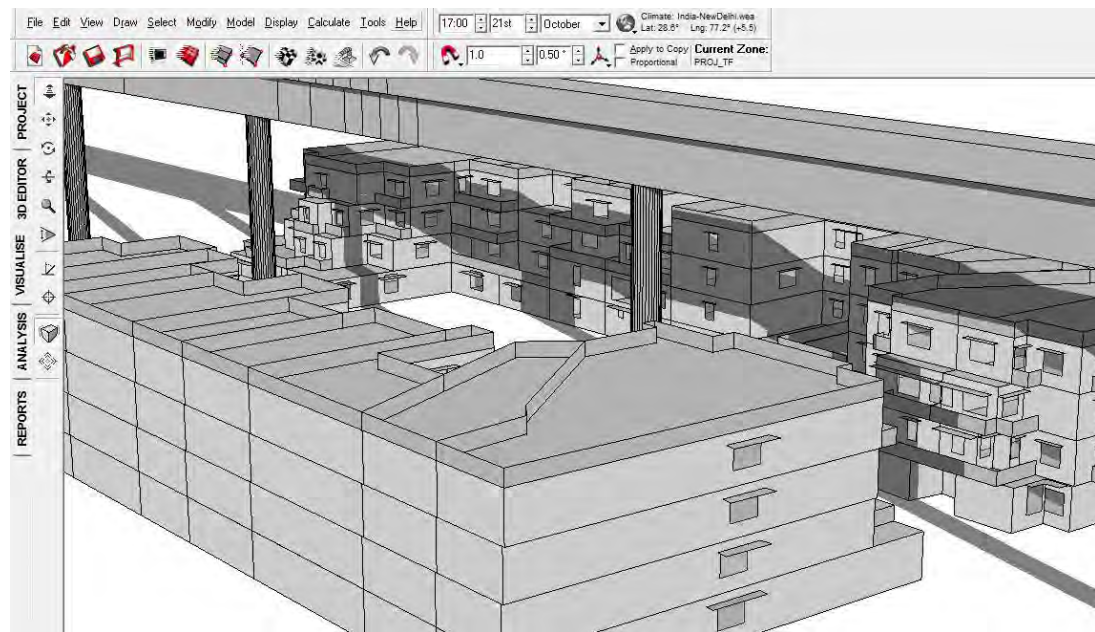 File Edit View Draw Select Modify Model Display Calculate Tools Help
17:00 21st October
Climate: India-NewDelhi.wea
Lat: 28.6° Lng: 77.2° (+5.5)
1.0 0.50 °
Apply to Copy
Proportional
Current Zone:
PROJ_TF
PROJECT
3D EDITOR
VISUALISE
ANALYSIS
REPORTS